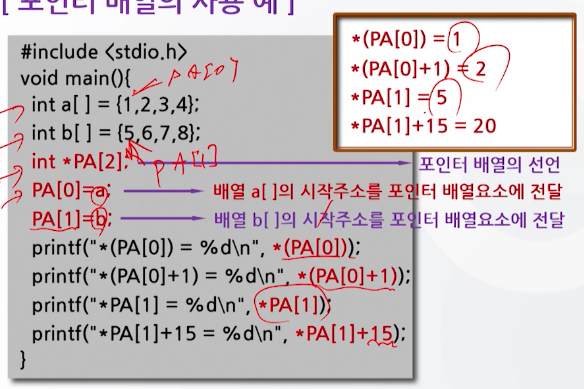 [ 포인터 배열의 사용 예 ]
#include <stdio.h>
void main(){
int a[ ] = {1,2,3,4};
PA[0]
int b[ ] = {5,6,7,8};
PA[1]
int *PA[2];
포인터 배열의 선언
PA[0]=a;
배열 a[ ]의 시작주소를 포인터 배열요소에 전달
PA[1]=b;
배열 b[ ]의 시작주소를 포인터 배열요소에 전달
printf("*(PA[0]) = %d\n", *(PA[0]));
printf("*(PA[0]+1) = %d\n", *(PA[0]+1));
printf("*PA[1] = %d\n", *PA[1]);
printf("*PA[1]+15 = %d\n", *PA[1]+15);
}
*(PA[0]) = 1
*(PA[0]+1) = 2
*PA[1] = 5
*PA[1]+15 = 20